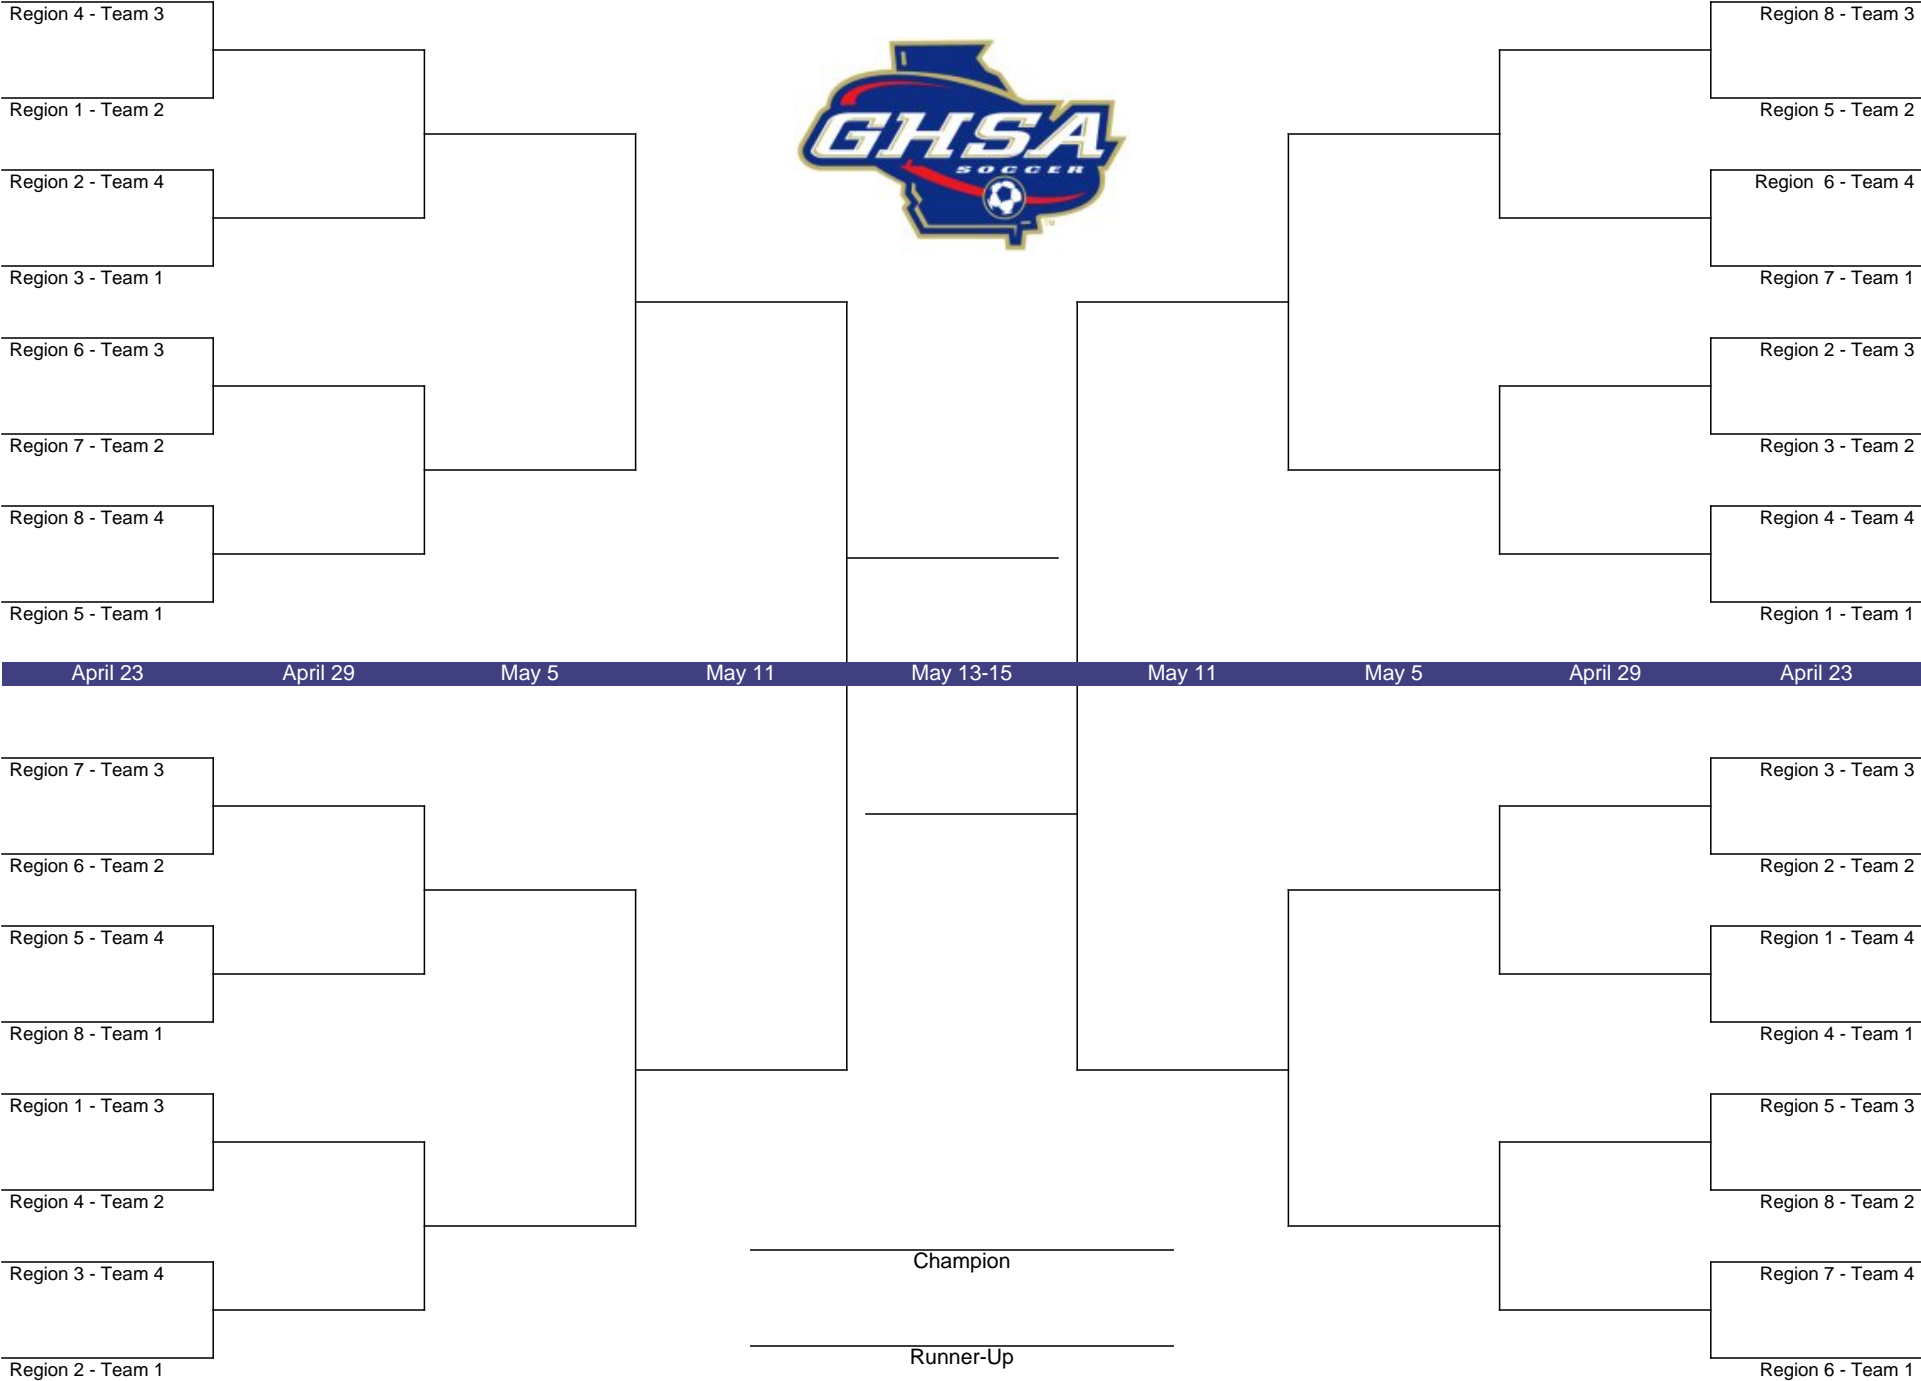 Region 4 - Team 3
Region 1 - Team 2
Region 2 - Team 4
Region 3 - Team 1
Region 6 - Team 3
Region 7 - Team 2
Region 8 - Team 4
Region 5 - Team 1
GHSA
SOCCER
TM
Region 8 - Team 3
Region 5 - Team 2
Region  6 - Team 4
Region 7 - Team 1
Region 2 - Team 3
Region 3 - Team 2
Region 4 - Team 4
Region 1 - Team 1
April 23 April 29 May 5 May 11 May 13-15 May 11 May 5 April 29 April 23
Region 7 - Team 3
Region 6 - Team 2
Region 5 - Team 4
Region 8 - Team 1
Region 1 - Team 3
Region 4 - Team 2
Region 3 - Team 4
Region 2 - Team 1
Champion
Runner-Up
Region 3 - Team 3
Region 2 - Team 2
Region 1 - Team 4
Region 4 - Team 1
Region 5 - Team 3
Region 8 - Team 2
Region 7 - Team 4
Region 6 - Team 1